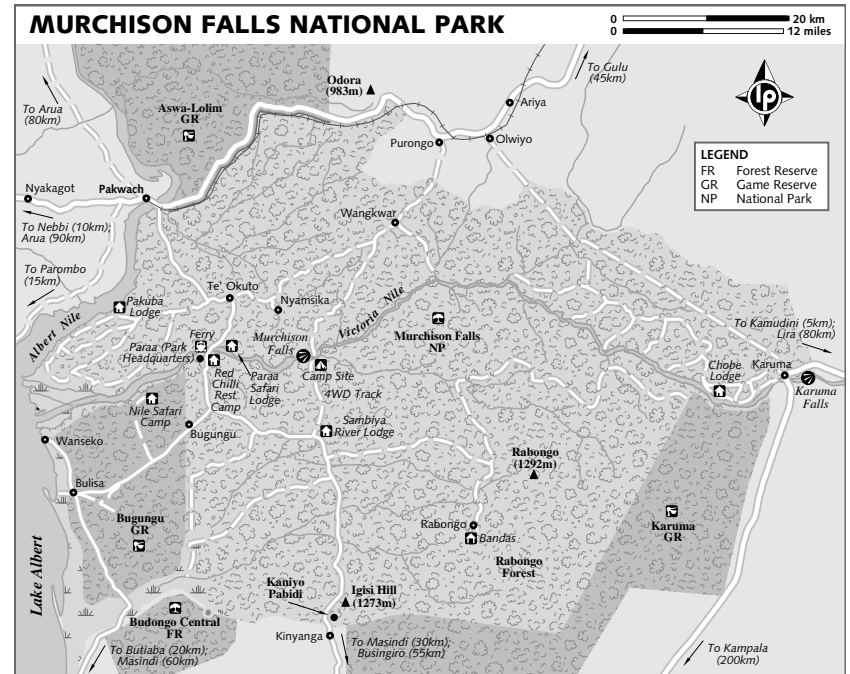 MURCHISON FALLS NATIONAL PARK
0 20 km
0 12 miles
To Gulu
(45km)
Odora
(983m)
To Arua
(80km)
Aswa-Lolim
GR
Ariya
Purongo
Olwiyo
lp
LEGEND
FR Forest Reserve
GR Game Reserve
NP National Park
Nyakagot
Pakwach
To Nebbi (10km);
Arua (90km)
Wangkwar
To Parombo
(15km)
Te' Okuto
Nyamsika
Pakuba
Lodge
Albert Nile
Victoria Nile
Ferry
Paraa (Park
Headquarters)
Murchison
Falls
Murchison Falls
NP
To Kamudini (5km);
Lira (80km)
Red
Chilli
Rest
Camp
Paraa
Safari
Lodge
Camp Site
4WD Track
Chobe
Lodge
Karuma
Karuma
Falls
Nile Safari
Camp
Sambiya
River Lodge
Bugungu
Wanseko
Rabongo
(1292m)
Bulisa
Bugungu
GR
Rabongo
Bandas
Karuma
GR
Lake Albert
Rabongo
Forest
Kaniyo
Pabidi
Igisi Hill
(1273m)
Budongo Central
FR
Kinyanga
To Butiaba (20km);
Masindi (60km)
To Masindi (30km);
Busingiro (55km)
To Kampala
(200km)